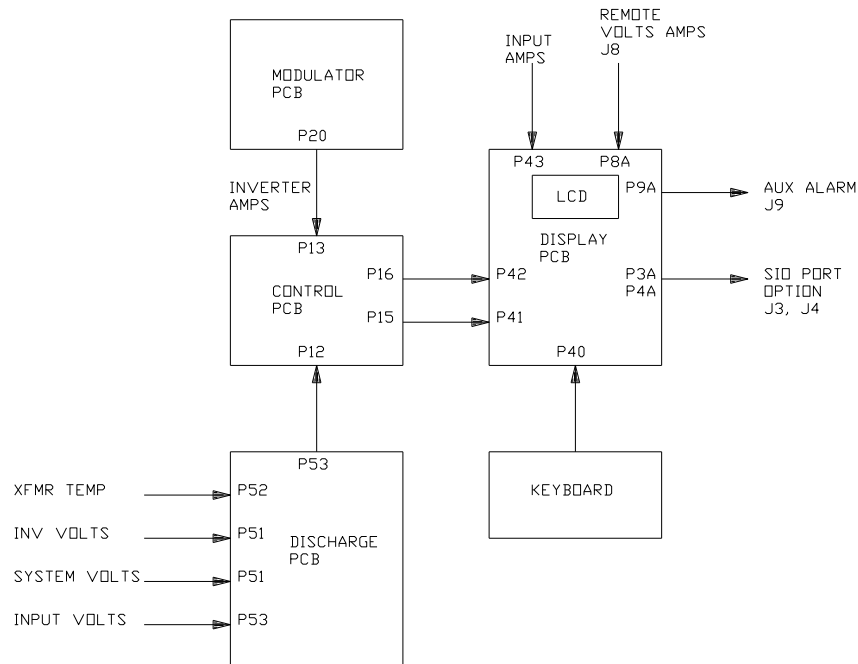 REMOTE
VOLTS AMPS
J8
INPUT
AMPS
MODULATOR
PCB
P20
INVERTER
AMPS
P43
P8A
P9A
LCD
AUX ALARM
J9
P13
DISPLAY
PCB
P16
P42
CONTROL
PCB
P3A
P4A
SIO PORT
OPTION
J3, J4
P15
P41
P12
P40
P53
XFMR TEMP
P52
KEYBOARD
INV VOLTS
P51
DISCHARGE
PCB
SYSTEM VOLTS
P51
INPUT VOLTS
P53